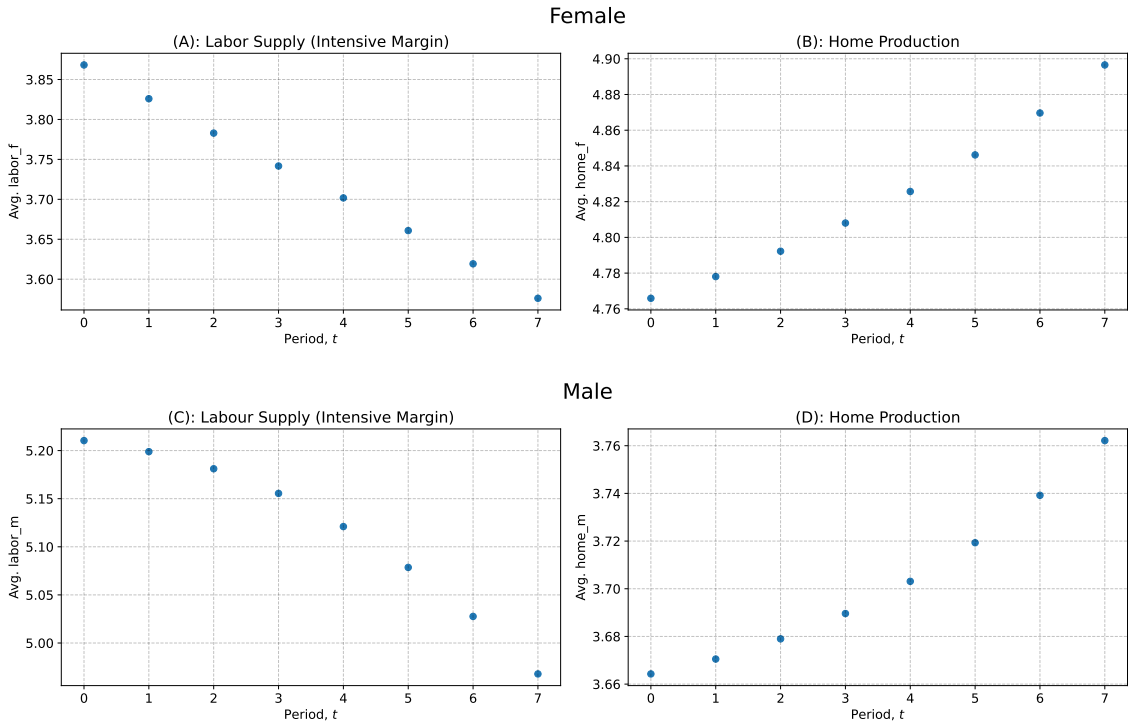 Female
(A): Labor Supply (Intensive Margin)
Avg. labor_f
3.85
3.80
3.75
3.70
3.65
3.60
0 1 2 3 4 5 6 7
Period, t
(B): Home Production
Avg. home_f
4.90
4.88
4.86
4.84
4.82
4.80
4.78
4.76
0 1 2 3 4 5 6 7
Period, t
Male
(C): Labour Supply (Intensive Margin)
Avg. labor_m
5.20
5.15
5.10
5.05
5.00
0 1 2 3 4 5 6 7
Period, t
(D): Home Production
Avg. home_m
3.76
3.74
3.72
3.70
3.68
3.66
0 1 2 3 4 5 6 7
Period, t